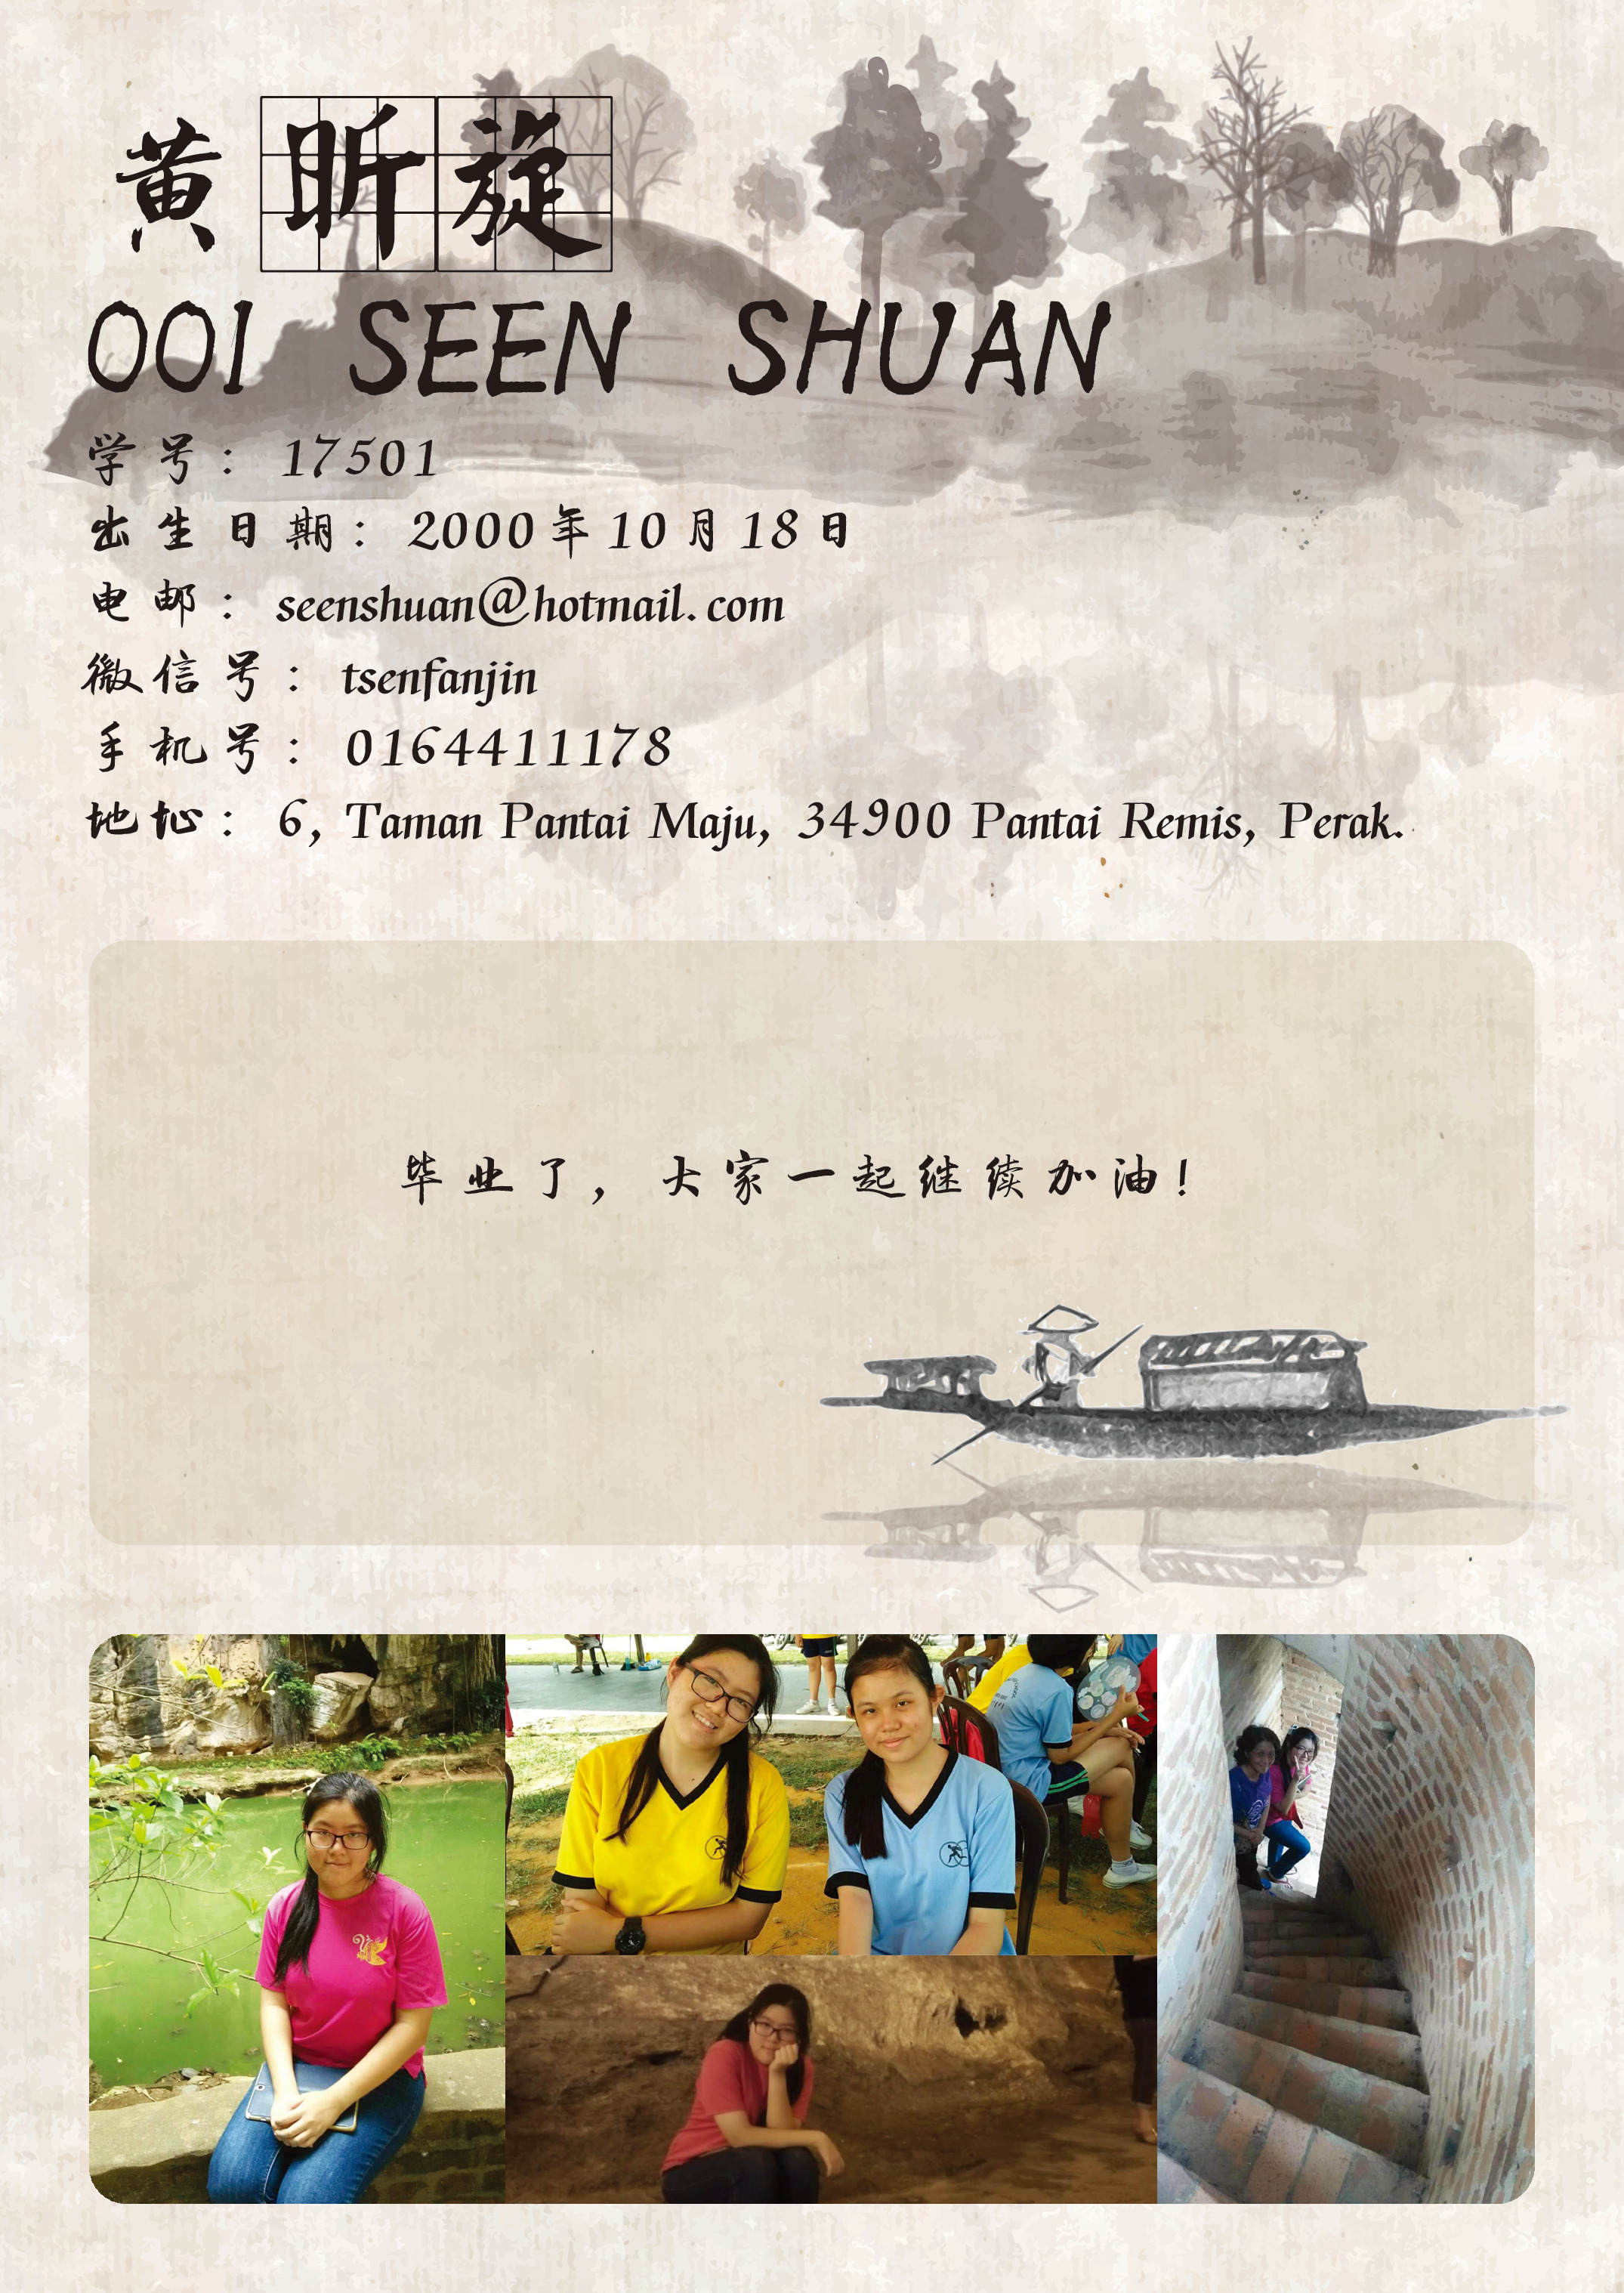 黄昕旋
OOI SEEN SHUAN
学号： 17501
出生日期： 2000年10月18日
电邮： seenshuan@hotmail.com
微信号： tsenfanjin
手机号： 0164411178
地址： 6, Taman Pantai Maju, 34900 Pantai Remis, Perak.
毕业了，大家一起继续加油！